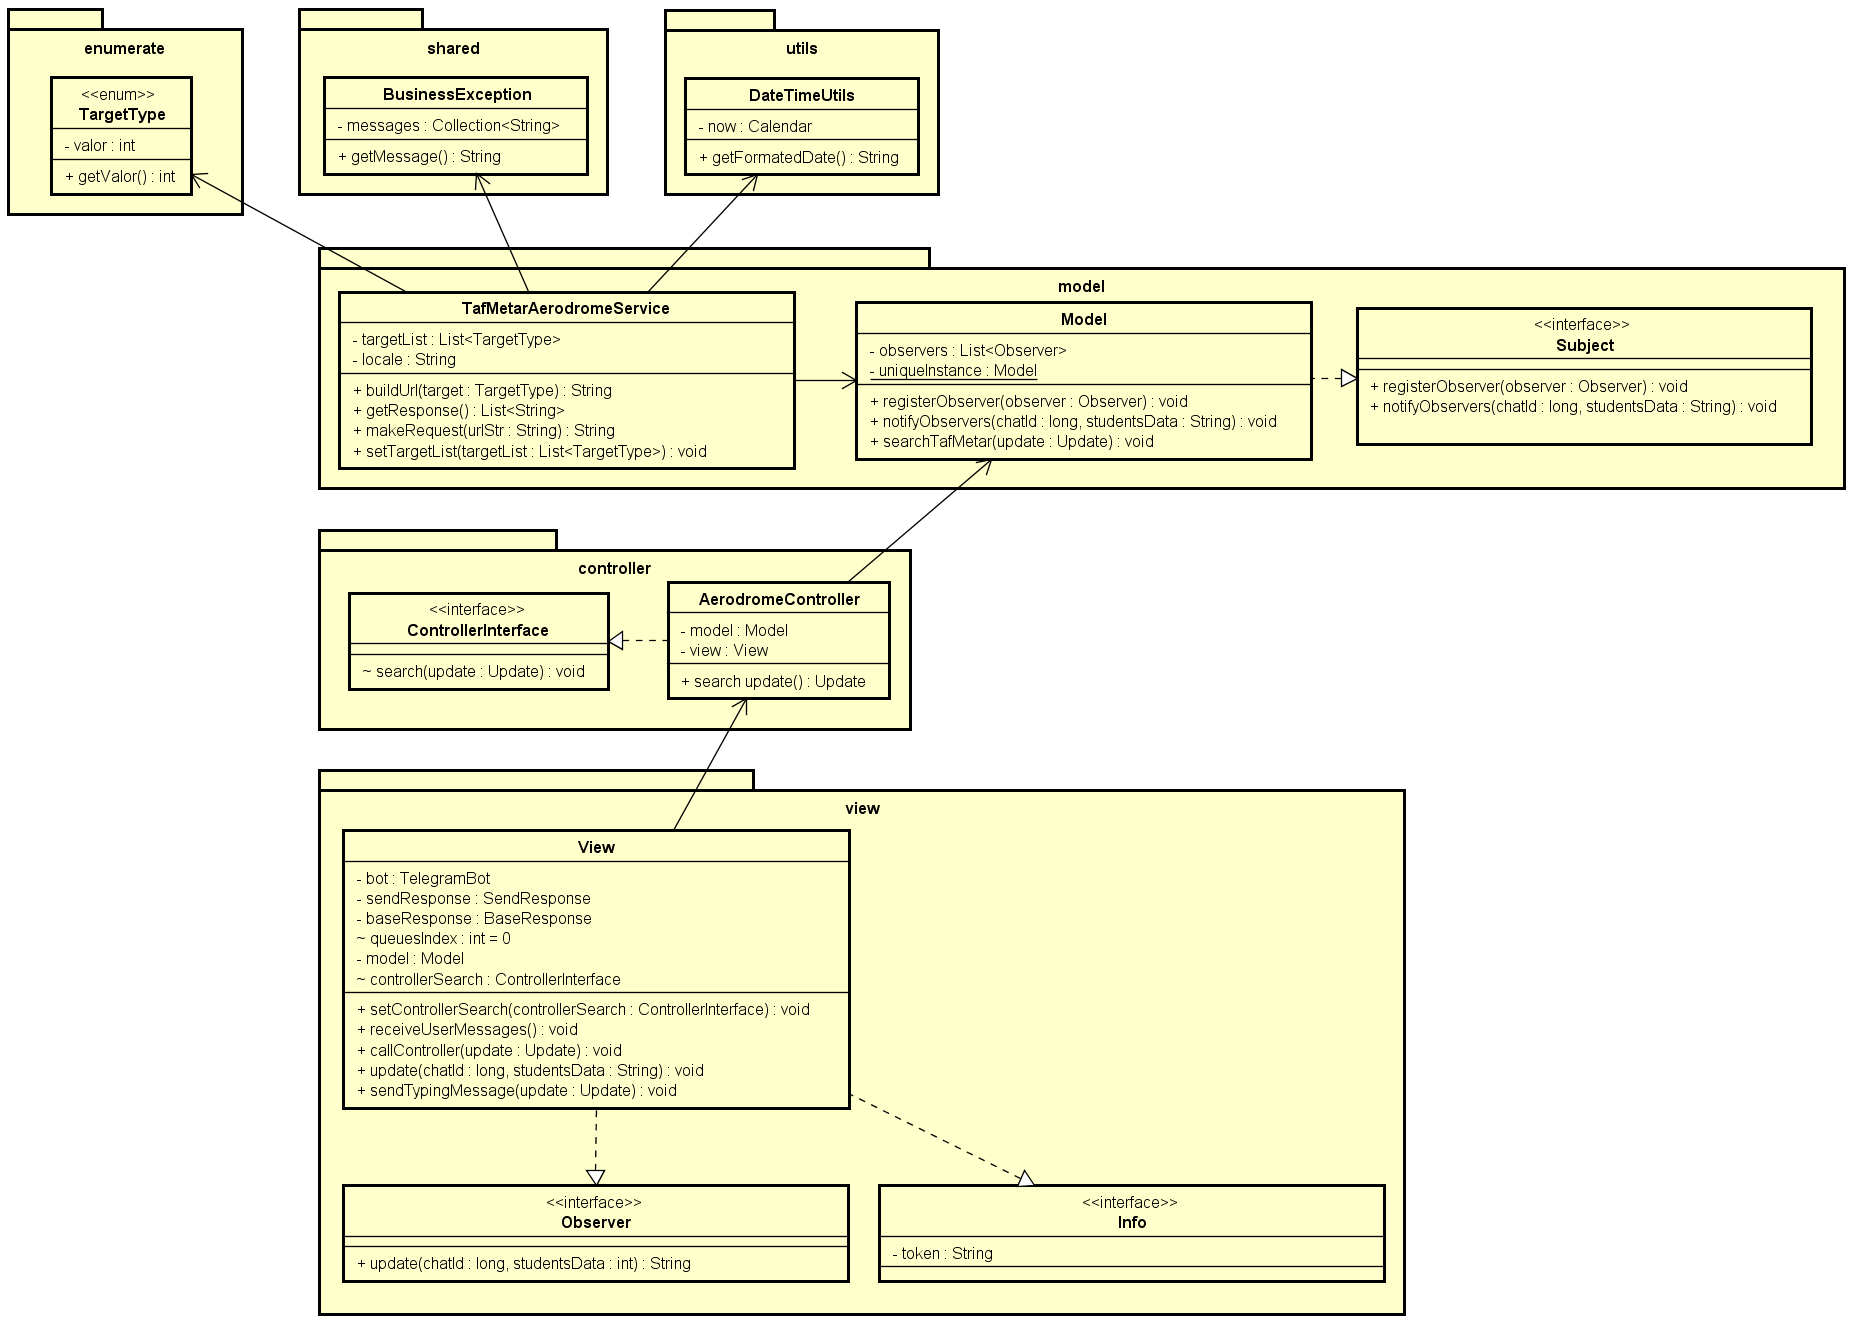 enumerate
<<enum>>
TargetType
- valor : int
+ getValor() : int
shared
BusinessException
- messages : Collection<String>
+ getMessage() : String
utils
DateTimeUtils
- now : Calendar
+ getFormatedDate() : String
model
TafMetarAerodromeService
- targetList : List<TargetType>
- locale : String
+ buildUrl(target : TargetType) : String
+ getResponse() : List<String>
+ makeRequest(urlStr : String) : String
+ setTargetList(targetList : List<TargetType>) : void
Model
- observers : List<Observer>
- uniqueInstance : Model
+ registerObserver(observer : Observer) : void
+ notifyObservers(chatId : long, studentsData : String) : void
+ searchTafMetar(update : Update) : void
<<interface>>
Subject
+ registerObserver(observer : Observer) : void
+ notifyObservers(chatId : long, studentsData : String) : void
controller
<<interface>>
ControllerInterface
~ search(update : Update) : void
AerodromeController
- model : Model
- view : View
+ search update() : Update
view
View
- bot : TelegramBot
- sendResponse : SendResponse
- baseResponse : BaseResponse
~ queuesIndex : int = 0
- model : Model
~ controllerSearch : ControllerInterface
+ setControllerSearch(controllerSearch : ControllerInterface) : void
+ receiveUserMessages() : void
+ callController(update : Update) : void
+ update(chatId : long, studentsData : String) : void
+ sendTypingMessage(update : Update) : void
<<interface>>
Observer
+ update(chatId : long, studentsData : int) : String
<<interface>>
Info
- token : String